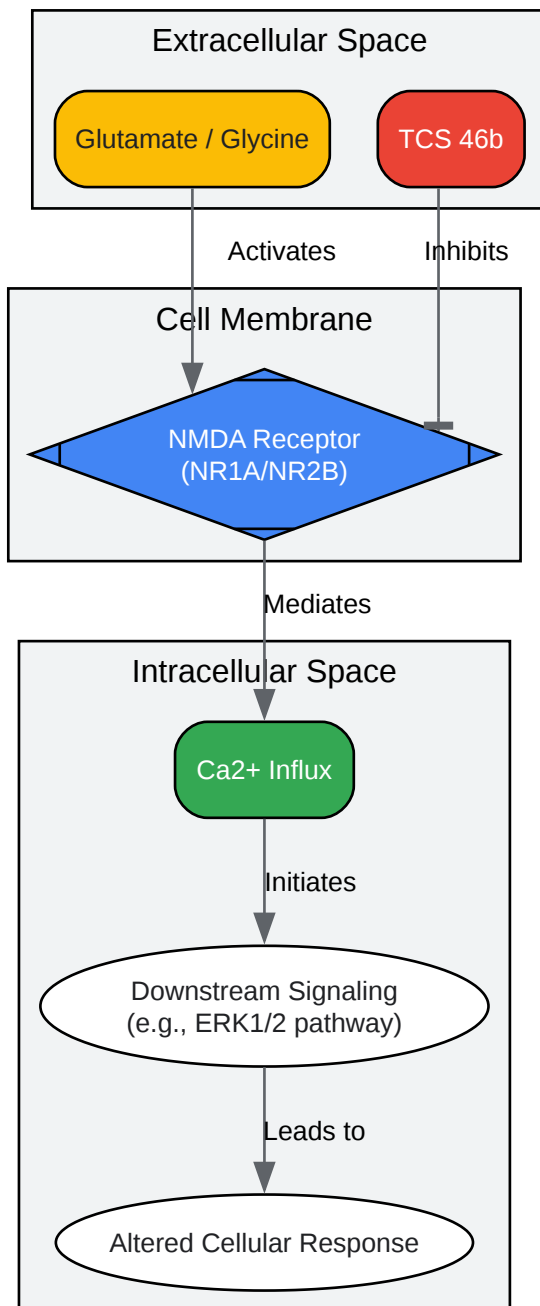 Extracellular Space
Glutamate / Glycine
TCS 46b
Activates
Inhibits
Cell Membrane
NMDA Receptor
(NR1A/NR2B)
Mediates
Intracellular Space
Ca2+ Influx
Initiates
Downstream Signaling
(e.g., ERK1/2 pathway)
Leads to
Altered Cellular Response